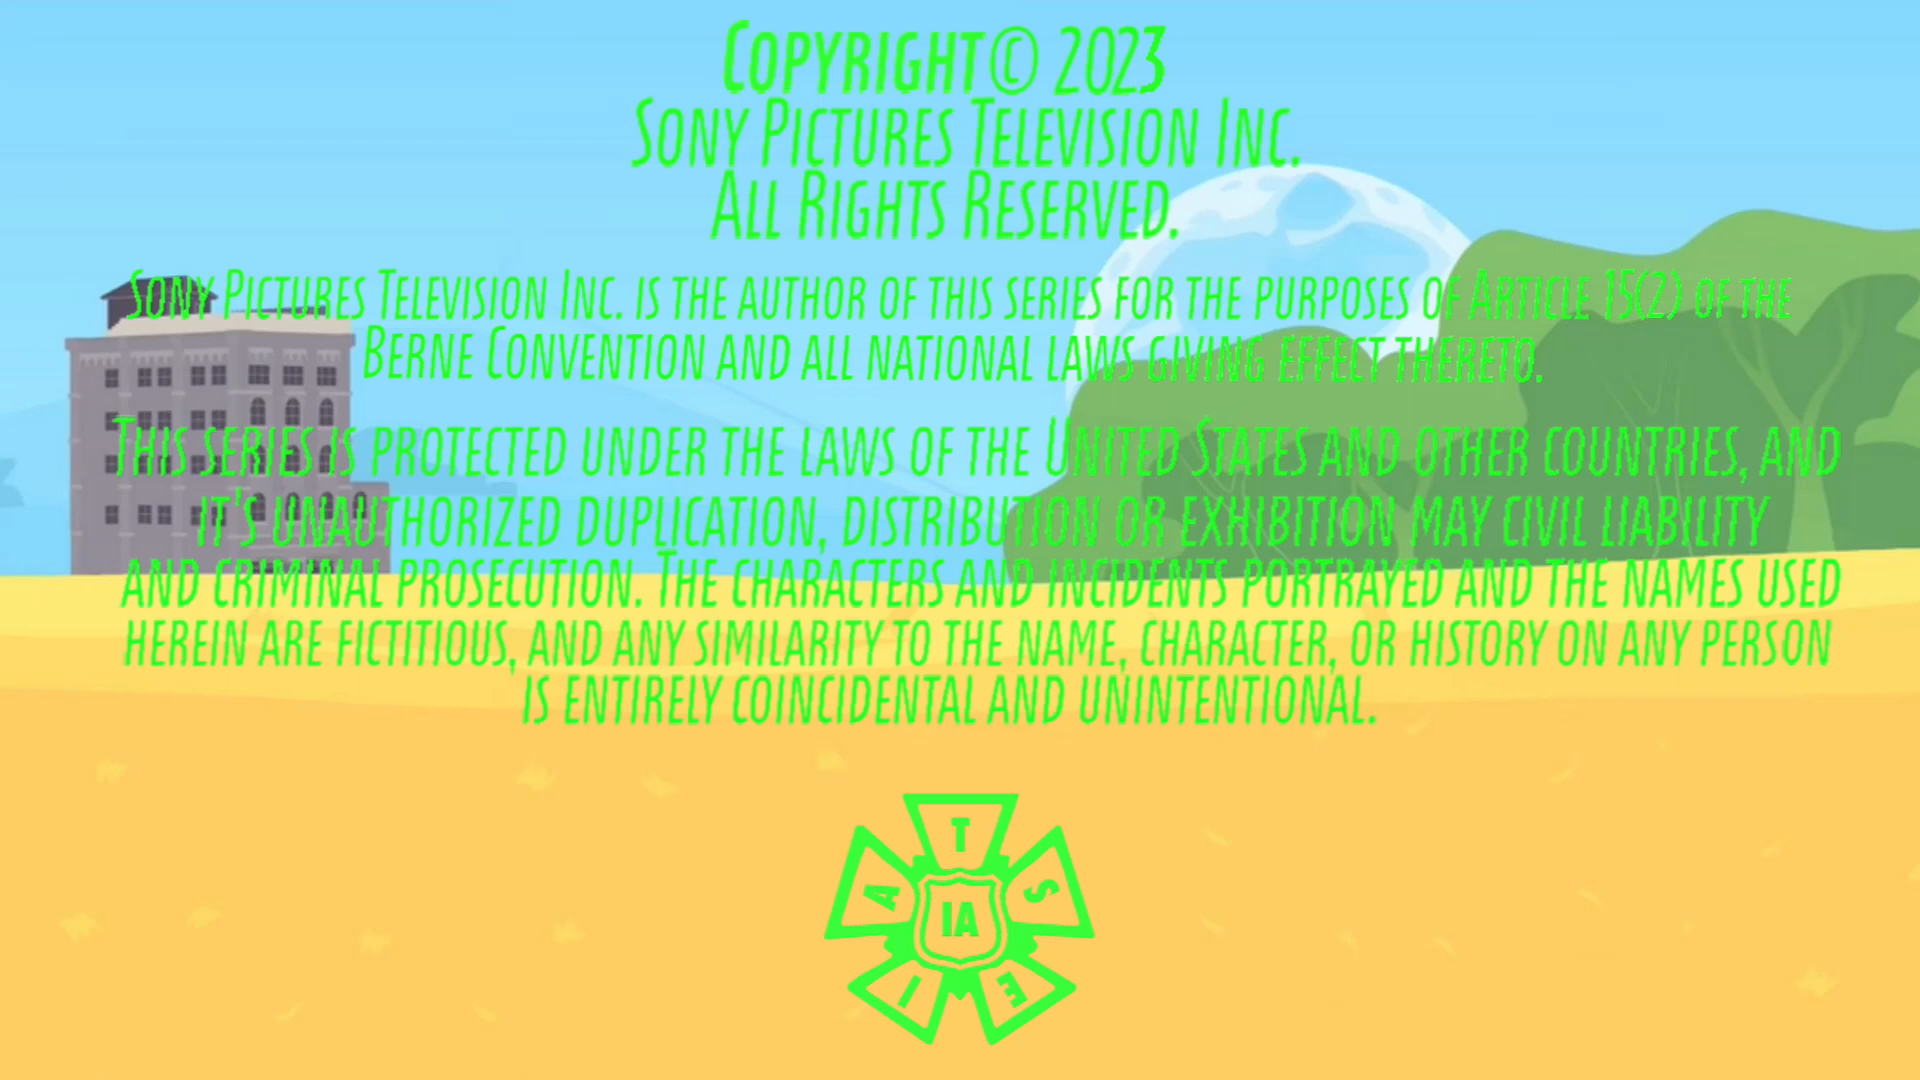 Copyright© 2023
Sony Pictures Television Inc.
All Rights Reserved.
Sony Pictures Television Inc. is the author of this series for the purposes of Article 15(2) of the
Berne Convention and all national laws giving effect thereto.
This series is protected under the laws of the United States and other countries, and
it's unauthorized duplication, distribution or exhibition may civil liability
and criminal prosecution. The characters and incidents portrayed and the names used
herein are fictitious, and any similarity to the name, character, or history on any person
is entirely coincidental and unintentional.
I A T S E
IA